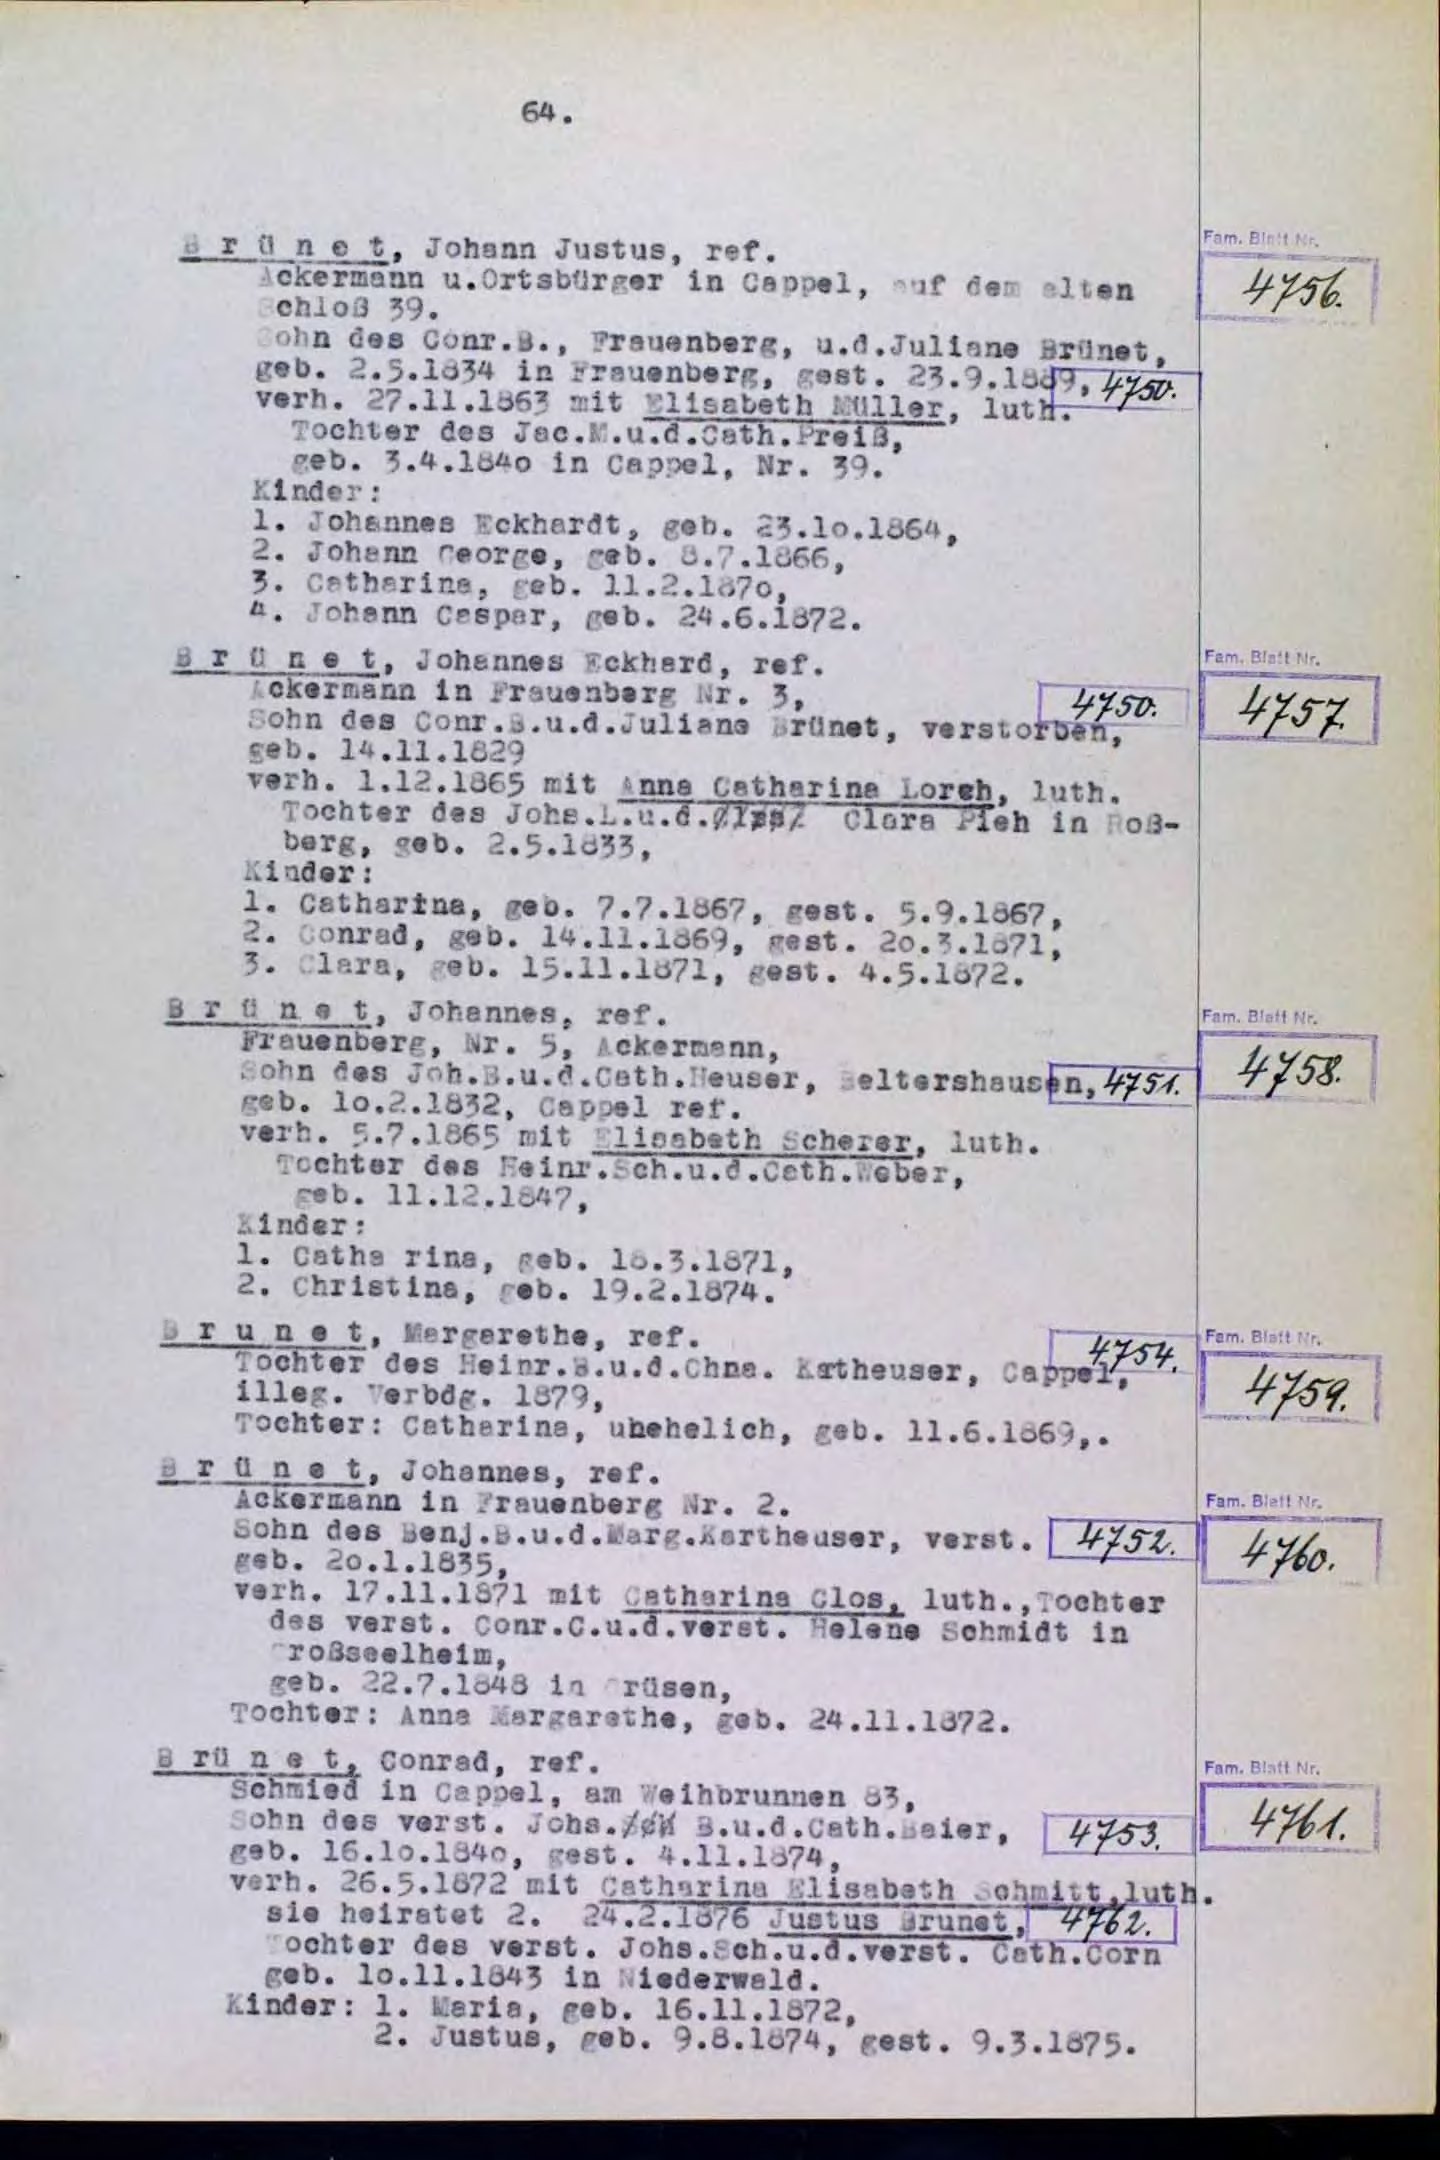 64.
B r ü n e t, Johann Justus, ref.
Fam. Blatt Nr.
Ackermann u.Ortsbürger in Cappel, auf dem alten
4756.
Schloß 39.
Sohn des Conr.B., Frauenberg, u.d.Juliane Brünet,
geb. 2.5.1834 in Frauenberg, gest. 23.9.1889, 4750.
verh. 27.11.1863 mit Elisabeth Müller, luth.
Tochter des Jac.M.u.d.Cath.Preiß,
geb. 3.4.184o in Cappel, Nr. 39.
Kinder:
1. Johannes Eckhardt, geb. 23.1o.1864,
2. Johann George, geb. 8.7.1866,
3. Catharina, geb. 11.2.187o,
4. Johann Caspar, geb. 24.6.1872.
B r ü n e t, Johannes Eckhard, ref.
Fam. Blatt Nr.
Ackermann in Frauenberg Nr. 3,
4750.
4757.
Sohn des Conr.B.u.d.Juliane Brünet, verstorben,
geb. 14.11.1829
verh. 1.12.1865 mit Anna Catharina Lorch, luth.
Tochter des Johs.L.u.d. Clara Pieh in Roß-
berg, geb. 2.5.1833,
Kinder:
1. Catharina, geb. 7.7.1867, gest. 5.9.1867,
2. Conrad, geb. 14.11.1869, gest. 2o.3.1871,
3. Clara, geb. 15.11.1871, gest. 4.5.1872.
B r ü n e t, Johannes, ref.
Fam. Blatt Nr.
Frauenberg, Nr. 5, Ackermann,
4758.
Sohn des Joh.B.u.d.Cath.Heuser, Beltershausen, 4751.
geb. 1o.2.1832, Cappel ref.
verh. 5.7.1865 mit Elisabeth Scherer, luth.
Tochter des Heinr.Sch.u.d.Cath.Weber,
geb. 11.12.1847,
Kinder:
1. Catha rina, geb. 18.3.1871,
2. Christina, geb. 19.2.1874.
B r u n e t, Margarethe, ref.
Fam. Blatt Nr.
4754.
Tochter des Heinr.B.u.d.Chna. Kartheuser, Cappel,
4759.
illeg. Verbdg. 1879,
Tochter: Catharina, unehelich, geb. 11.6.1869,.
B r ü n e t, Johannes, ref.
Ackermann in Frauenberg Nr. 2.
Fam. Blatt Nr.
Sohn des Benj.B.u.d.Marg.Kartheuser, verst. 4752.
4760.
geb. 2o.1.1835,
verh. 17.11.1871 mit Catharina Clos, luth.,Tochter
des verst. Conr.C.u.d.verst. Helene Schmidt in
Großseelheim,
geb. 22.7.1848 in Grüsen,
Tochter: Anna Margarethe, geb. 24.11.1872.
B rü n e t, Conrad, ref.
Fam. Blatt Nr.
Schmied in Cappel, am Weihbrunnen 83,
Sohn des verst. Johs. B.u.d.Cath.Baier, 4753.
4761.
geb. 16.1o.184o, gest. 4.11.1874,
verh. 26.5.1872 mit Catharina Elisabeth Schmitt,luth.
sie heiratet 2. 24.2.1876 Justus Brunet, 4762.
Tochter des verst. Johs.Sch.u.d.verst. Cath.Corn
geb. 1o.11.1843 in Niederwald.
Kinder: 1. Maria, geb. 16.11.1872,
2. Justus, geb. 9.8.1874, gest. 9.3.1875.